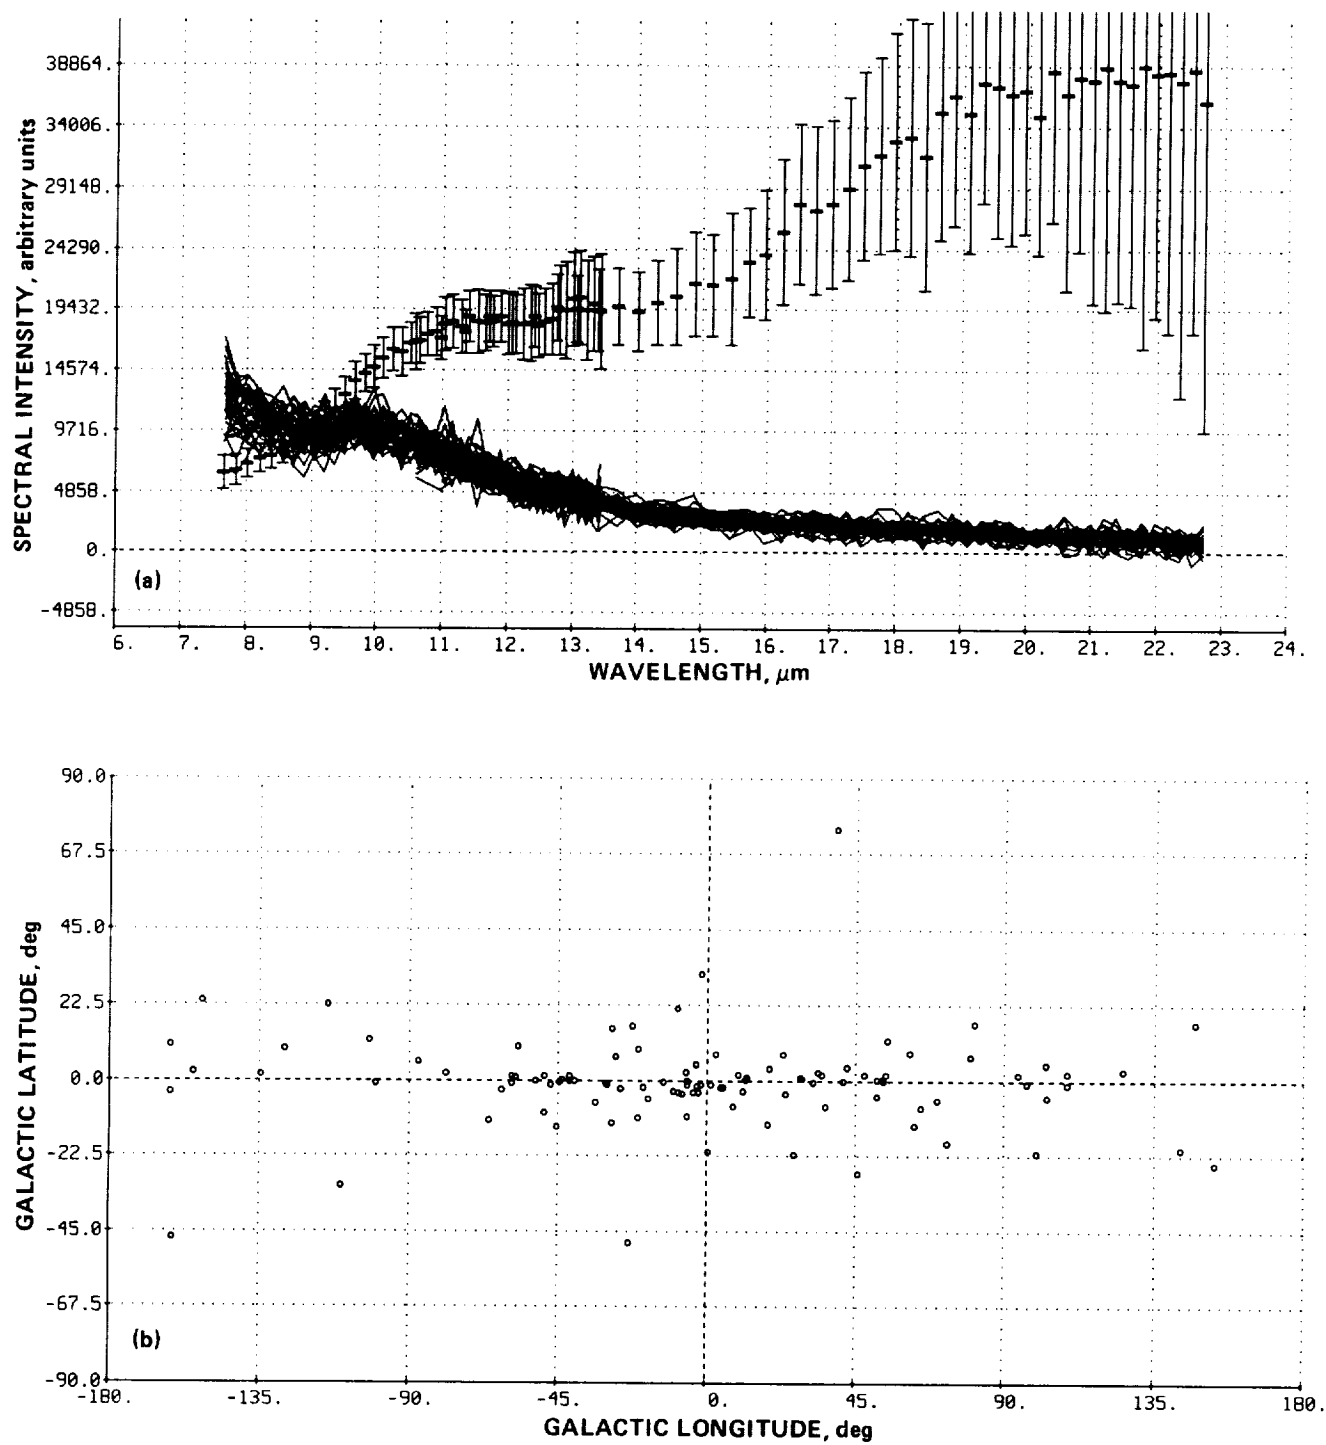 38864.
34006.
29148.
24290.
19432.
14574.
9716.
4858.
0.
-4858.
SPECTRAL INTENSITY, arbitrary units
(a)
6. 7. 8. 9. 10. 11. 12. 13. 14. 15. 16. 17. 18. 19. 20. 21. 22. 23. 24.
WAVELENGTH, μm
90.0
67.5
45.0
22.5
0.0
-22.5
-45.0
-67.5
-90.0
GALACTIC LATITUDE, deg
(b)
-180. -135. -90. -45. 0. 45. 90. 135. 180.
GALACTIC LONGITUDE, deg